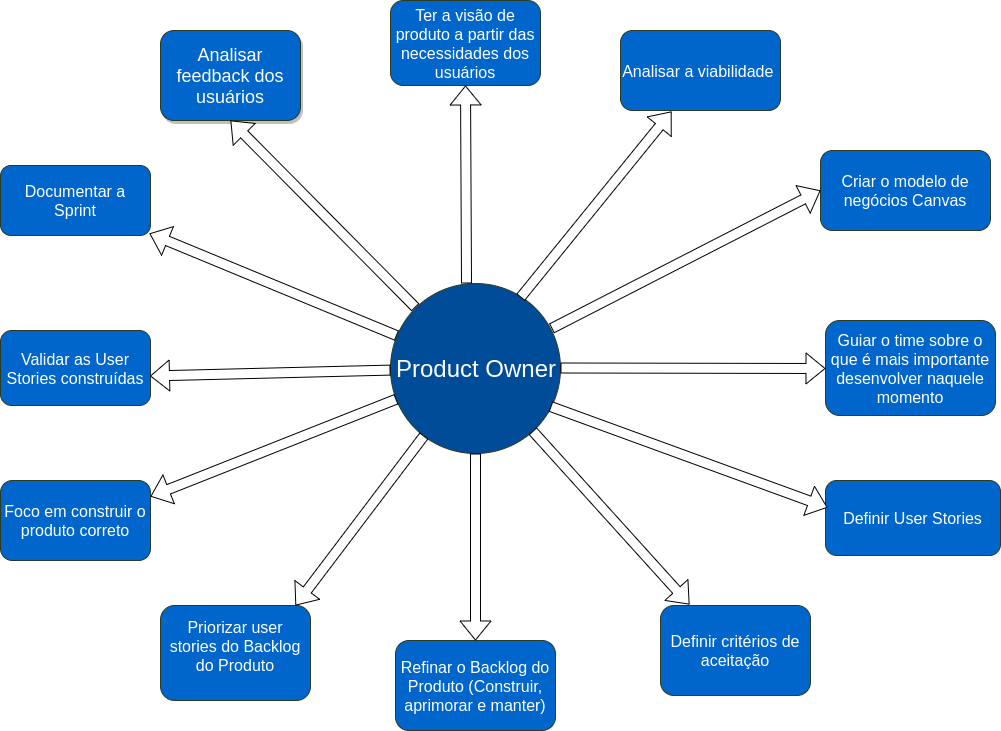 Ter a visão de
produto a partir das
necessidades dos
usuários
Analisar
feedback dos
usuários
Analisar a viabilidade
Documentar a
Sprint
Criar o modelo de
negócios Canvas
Validar as User
Stories construídas
Product Owner
Guiar o time sobre o
que é mais importante
desenvolver naquele
momento
Foco em construir o
produto correto
Definir User Stories
Priorizar user
stories do Backlog
do Produto
Refinar o Backlog do
Produto (Construir,
aprimorar e manter)
Definir critérios de
aceitação